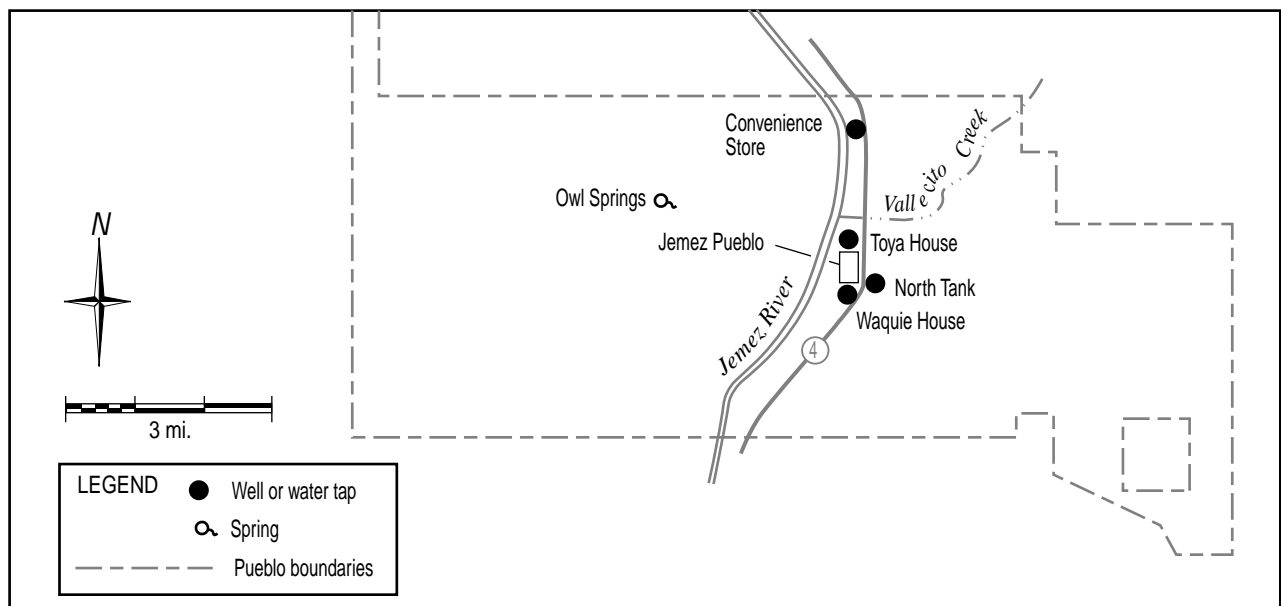 Convenience
Store
Vallecito Creek
Owl Springs
N
Jemez Pueblo
Toya House
North Tank
Waquie House
Jemez River
4
3 mi.
LEGEND
Well or water tap
Spring
Pueblo boundaries